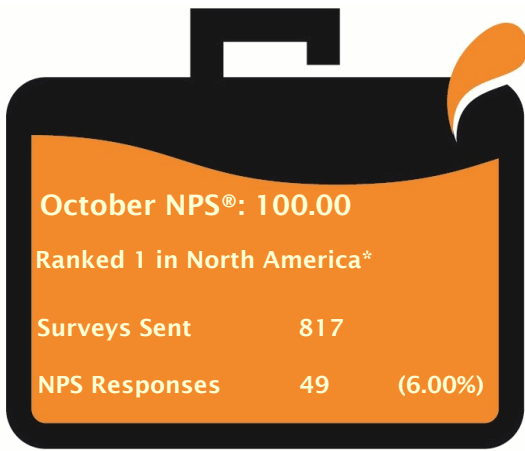 October NPS®: 100.00
Ranked 1 in North America*
Surveys Sent 817
NPS Responses 49 (6.00%)